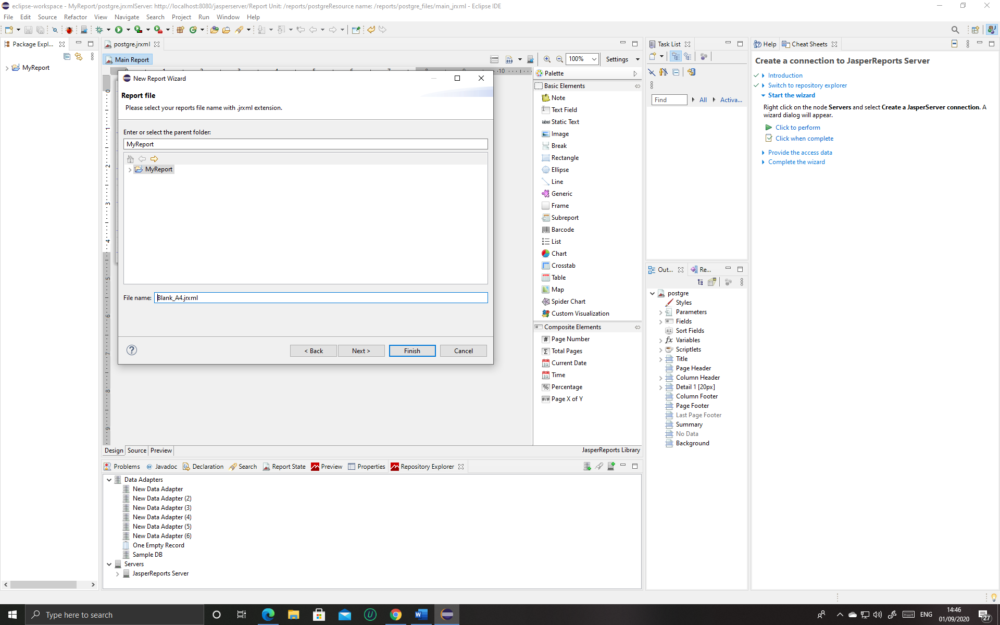 eclipse-workspace - MyReport/postgre.jrxmlServer: http://localhost:8080/jasperserver/Report Unit: /reports/postgreResource name: /reports/postgre_files/main_jrxml - Eclipse IDE
File Edit Source Refactor View Navigate Search Project Run Window Help
Package Expl...
MyReport
postgre.jrxml
Main Report
100%
Settings
New Report Wizard
Report file
Please select your reports file name with .jrxml extension.
Enter or select the parent folder:
MyReport
MyReport
File name: Blank_A4.jrxml
< Back
Next >
Finish
Cancel
Palette
Basic Elements
Note
Text Field
label Static Text
Image
Break
Rectangle
Ellipse
Line
Generic
Frame
Subreport
Barcode
List
Chart
Crosstab
Table
Map
Spider Chart
Custom Visualization
Composite Elements
# Page Number
Σ Total Pages
31 Current Date
31 Time
% Percentage
#/# Page X of Y
Design Source Preview
JasperReports Library
Problems @ Javadoc Declaration Search Report State Preview Properties Repository Explorer
Data Adapters
New Data Adapter
New Data Adapter (2)
New Data Adapter (3)
New Data Adapter (4)
New Data Adapter (5)
New Data Adapter (6)
One Empty Record
Sample DB
Servers
JasperReports Server
Task List
Find All Activa...
Out... Re...
postgre
Styles
Parameters
Fields
Sort Fields
fx Variables
Scriptlets
Title
Page Header
Column Header
Detail 1 [20px]
Column Footer
Page Footer
Last Page Footer
Summary
No Data
Background
Help Cheat Sheets
Create a connection to JasperReports Server
Introduction
Switch to repository explorer
Start the wizard
Right click on the node Servers and select Create a JasperServer connection. A
wizard dialog will appear.
Click to perform
Click when complete
Provide the access data
Complete the wizard
Type here to search
ENG
14:46
01/09/2020
27